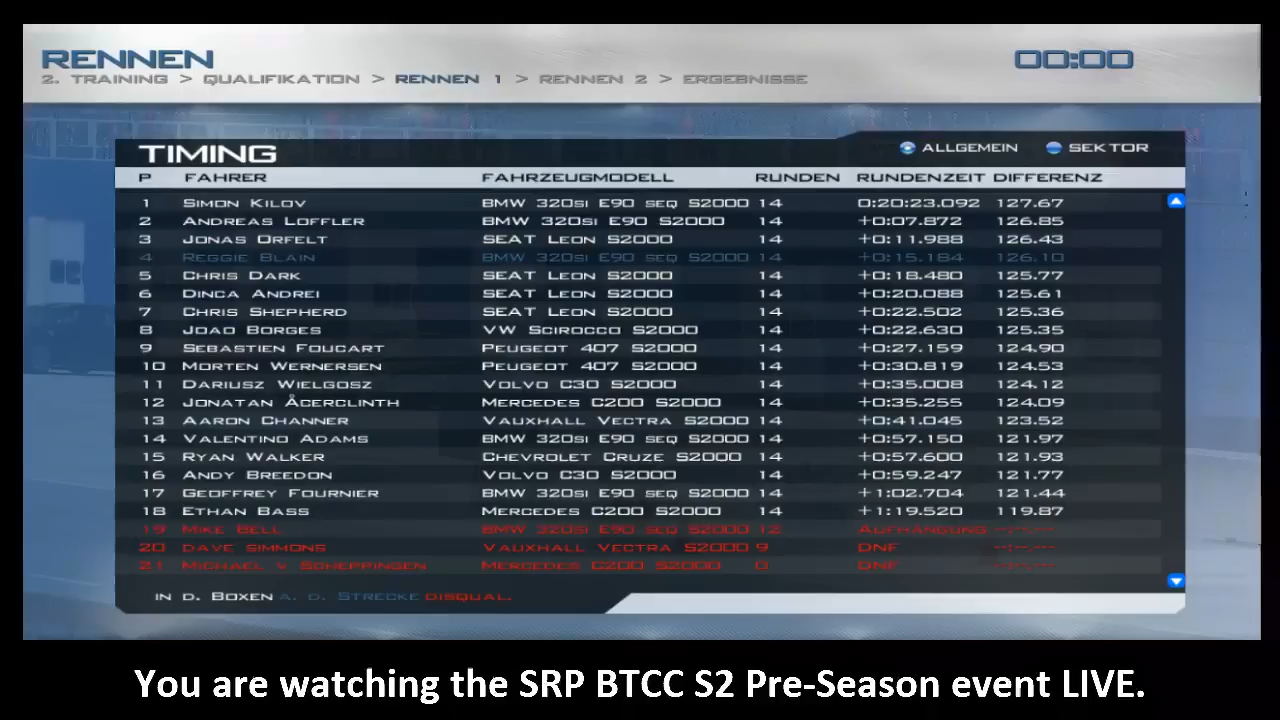 RENNEN 00:00
2. TRAINING > QUALIFIKATION > RENNEN 1 > RENNEN 2 > ERGEBNISSE
TIMING ALLGEMEIN SEKTOR
P FAHRER FAHRZEUGMODELL RUNDEN RUNDENZEIT DIFFERENZ
1 SIMON KILOV BMW 320SI E90 SEQ S2000 14 0:20:23.092 127.67
2 ANDREAS LOFFLER BMW 320SI E90 SEQ S2000 14 +0:07.872 126.85
3 JONAS ORFELT SEAT LEON S2000 14 +0:11.988 126.43
4 REGGIE BLAIN BMW 320SI E90 SEQ S2000 14 +0:15.184 126.10
5 CHRIS DARK SEAT LEON S2000 14 +0:18.480 125.77
6 DINCA ANDREI SEAT LEON S2000 14 +0:20.088 125.61
7 CHRIS SHEPHERD SEAT LEON S2000 14 +0:22.502 125.36
8 JOAO BORGES VW SCIROCCO S2000 14 +0:22.630 125.35
9 SEBASTIEN FOUCART PEUGEOT 407 S2000 14 +0:27.159 124.90
10 MORTEN WERNERSEN PEUGEOT 407 S2000 14 +0:30.819 124.53
11 DARIUSZ WIELGOSZ VOLVO C30 S2000 14 +0:35.008 124.12
12 JONATAN ÅCERCLINTH MERCEDES C200 S2000 14 +0:35.255 124.09
13 AARON CHANNER VAUXHALL VECTRA S2000 14 +0:41.045 123.52
14 VALENTINO ADAMS BMW 320SI E90 SEQ S2000 14 +0:57.150 121.97
15 RYAN WALKER CHEVROLET CRUZE S2000 14 +0:57.600 121.93
16 ANDY BREEDON VOLVO C30 S2000 14 +0:59.247 121.77
17 GEOFFREY FOURNIER BMW 320SI E90 SEQ S2000 14 +1:02.704 121.44
18 ETHAN BASS MERCEDES C200 S2000 14 +1:19.520 119.87
19 MIKE BELL BMW 320SI E90 SEQ S2000 12 AUFHÄNGUNG --:--.---
20 DAVE SIMMONS VAUXHALL VECTRA S2000 9 DNF --:--.---
21 MICHAEL V SCHEPPINGEN MERCEDES C200 S2000 0 DNF --:--.---
IN D. BOXEN A. D. STRECKE DISQUAL.
You are watching the SRP BTCC S2 Pre-Season event LIVE.